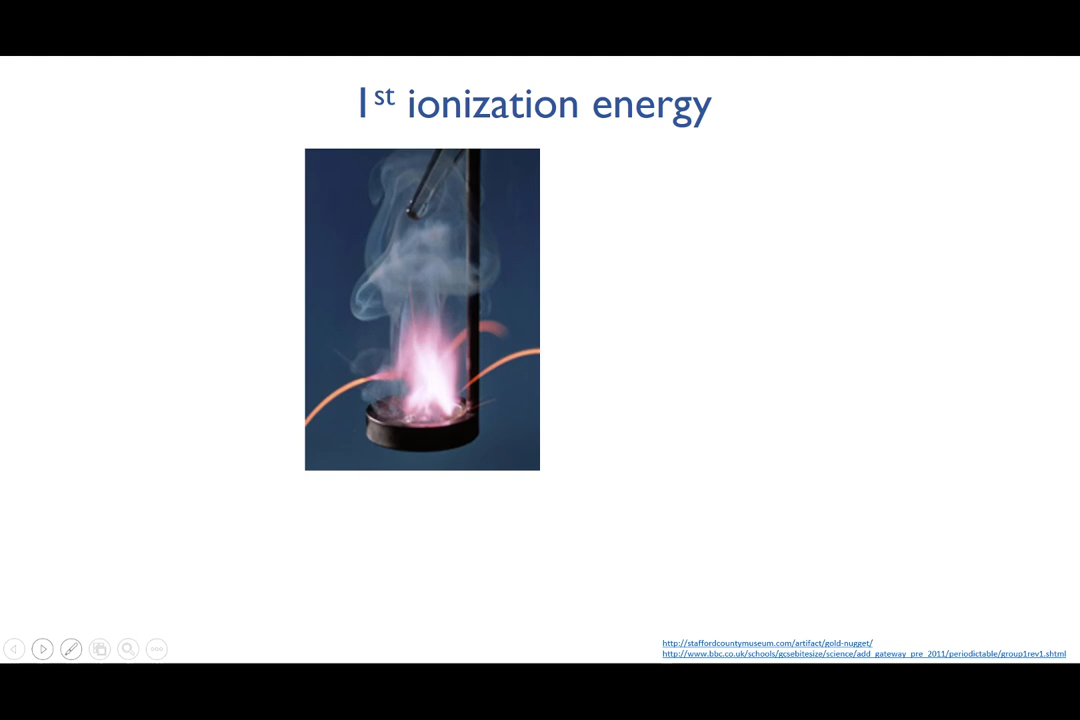 1st ionization energy
http://staffordcountymuseum.com/artifact/gold-nugget/
http://www.bbc.co.uk/schools/gcsebitesize/science/add_gateway_pre_2011/periodictable/group1rev1.shtml